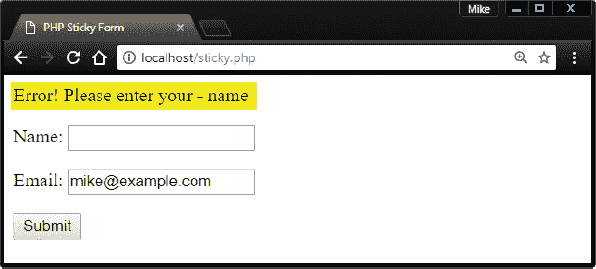 Mike
PHP Sticky Form
localhost/sticky.php
Error! Please enter your - name
Name:
Email: mike@example.com
Submit